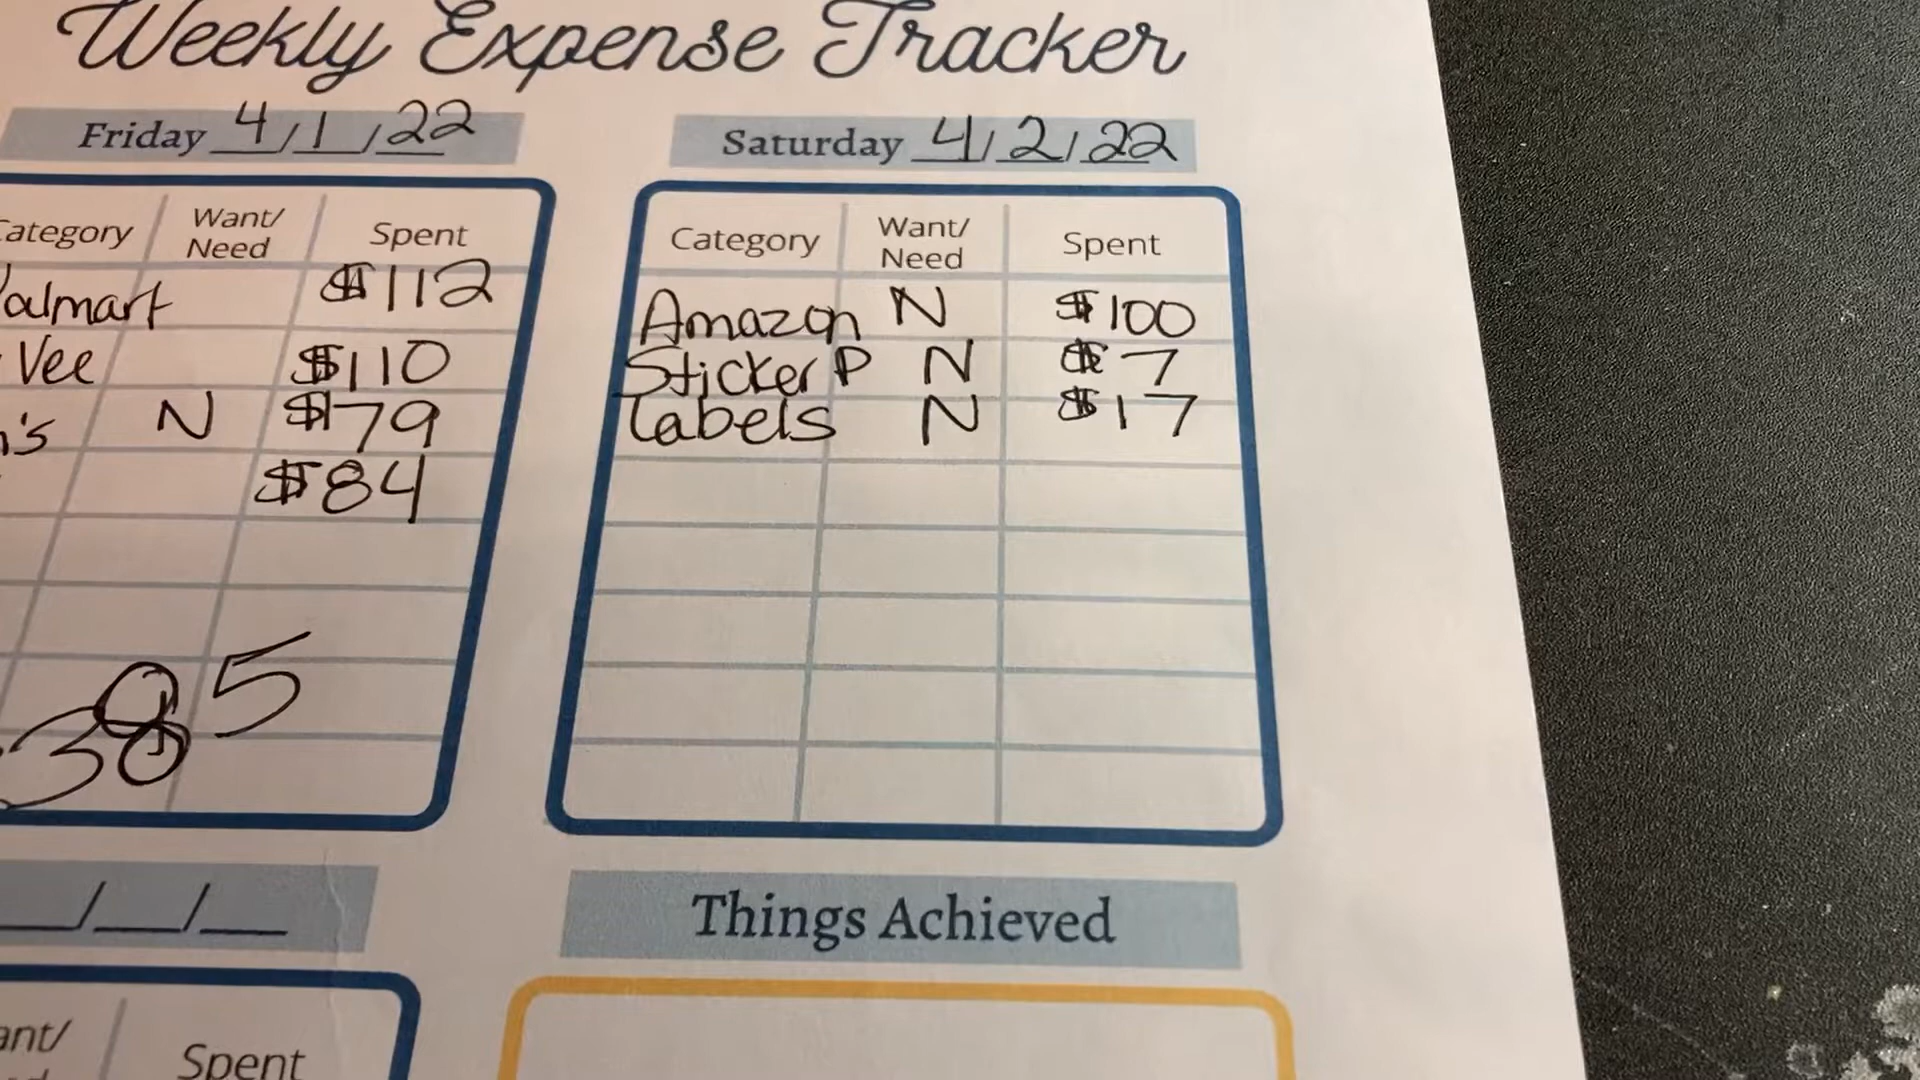 Weekly Expense Tracker
Friday 4/1/22
Category Want/Need Spent
Walmart $112
Vee $110
's N $79
$84
385
Saturday 4/2/22
Category Want/Need Spent
Amazon N $100
Sticker P N $7
Labels N $17
Things Achieved
Spent